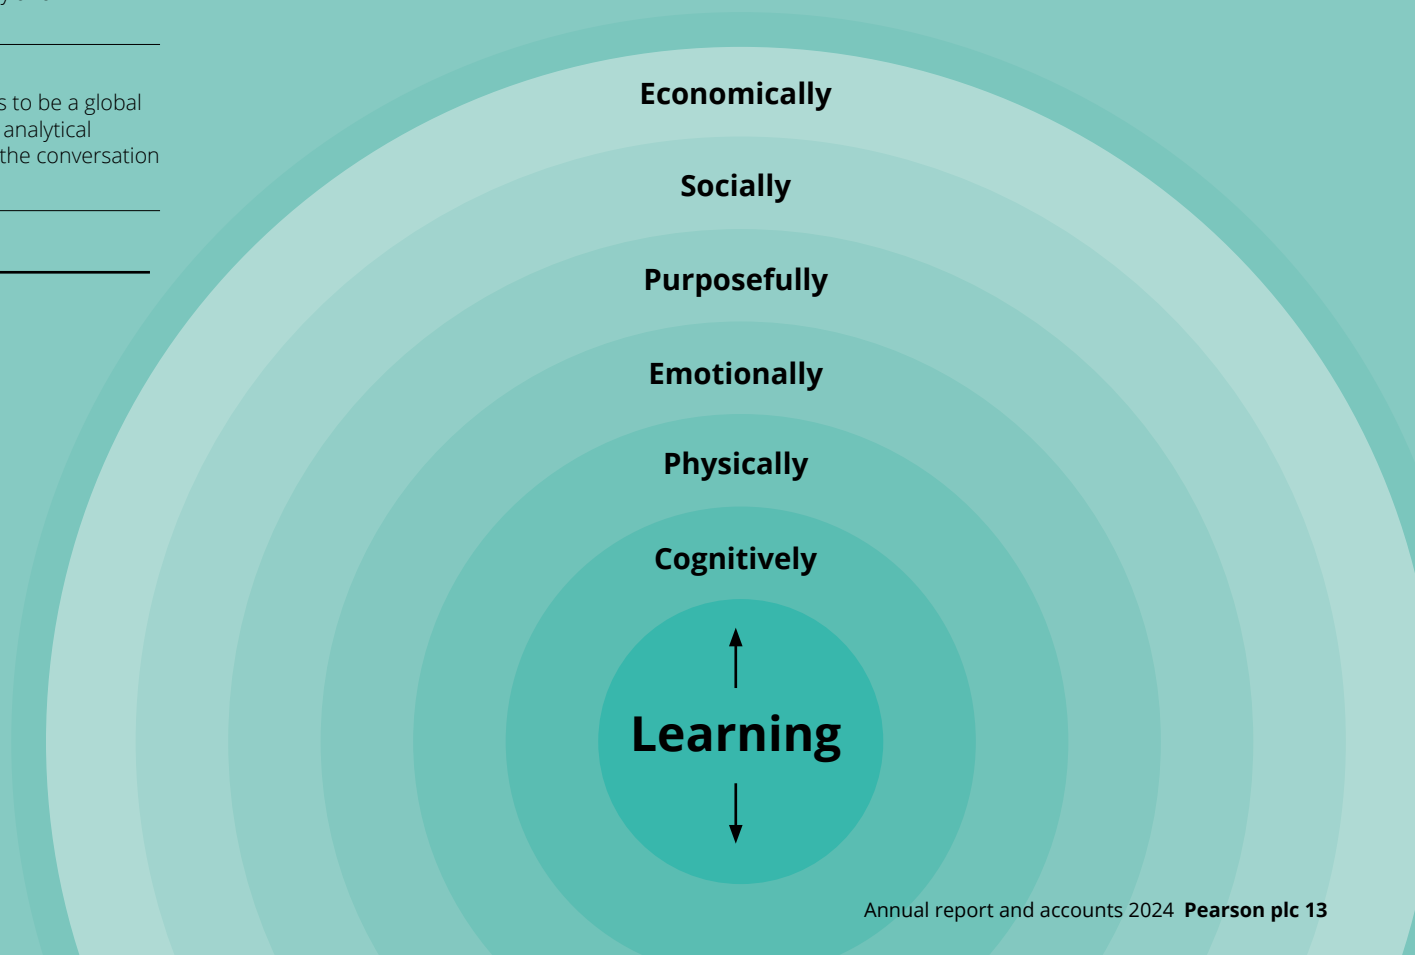 to be a global
analytical
the conversation
Economically
Socially
Purposefully
Emotionally
Physically
Cognitively
Learning
Annual report and accounts 2024 Pearson plc 13